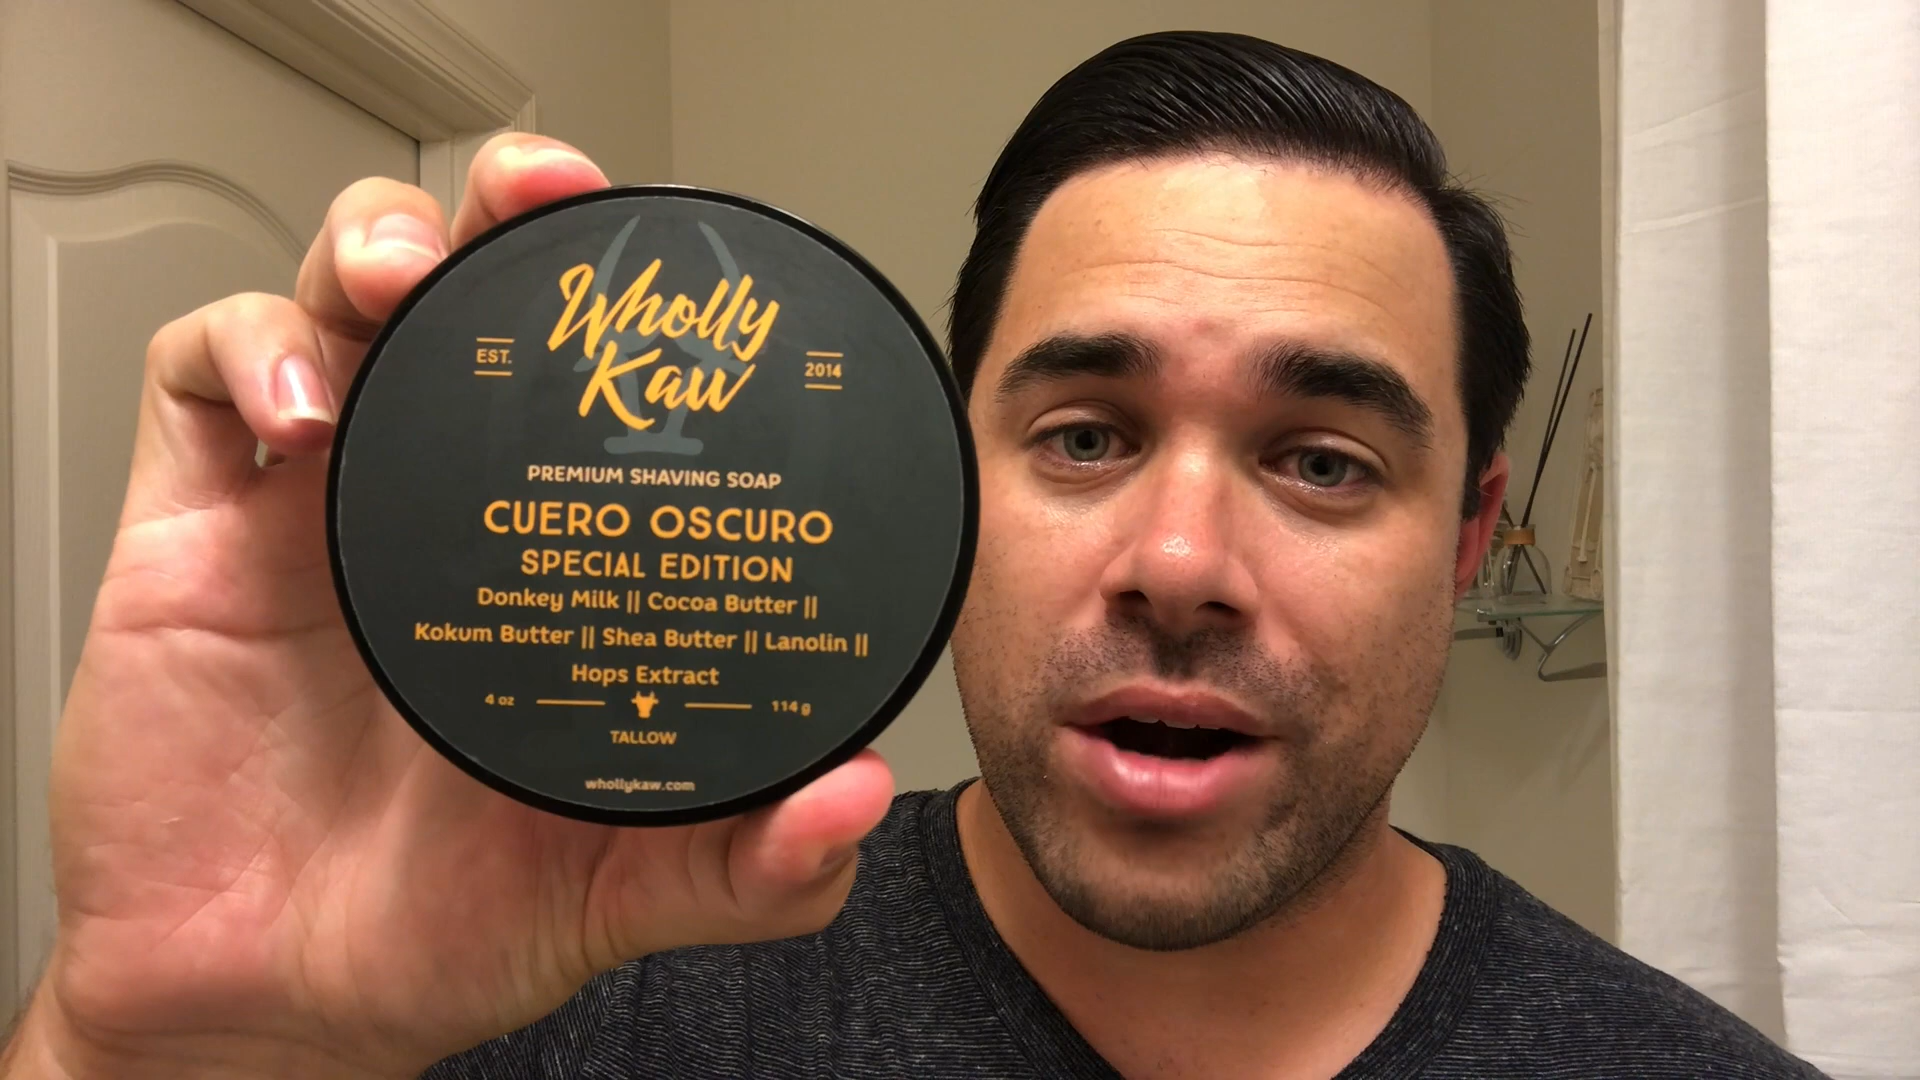 Wholly
Kaw
EST.
2014
PREMIUM SHAVING SOAP
CUERO OSCURO
SPECIAL EDITION
Donkey Milk || Cocoa Butter ||
Kokum Butter || Shea Butter || Lanolin ||
Hops Extract
4 oz
114 g
TALLOW
whollykaw.com